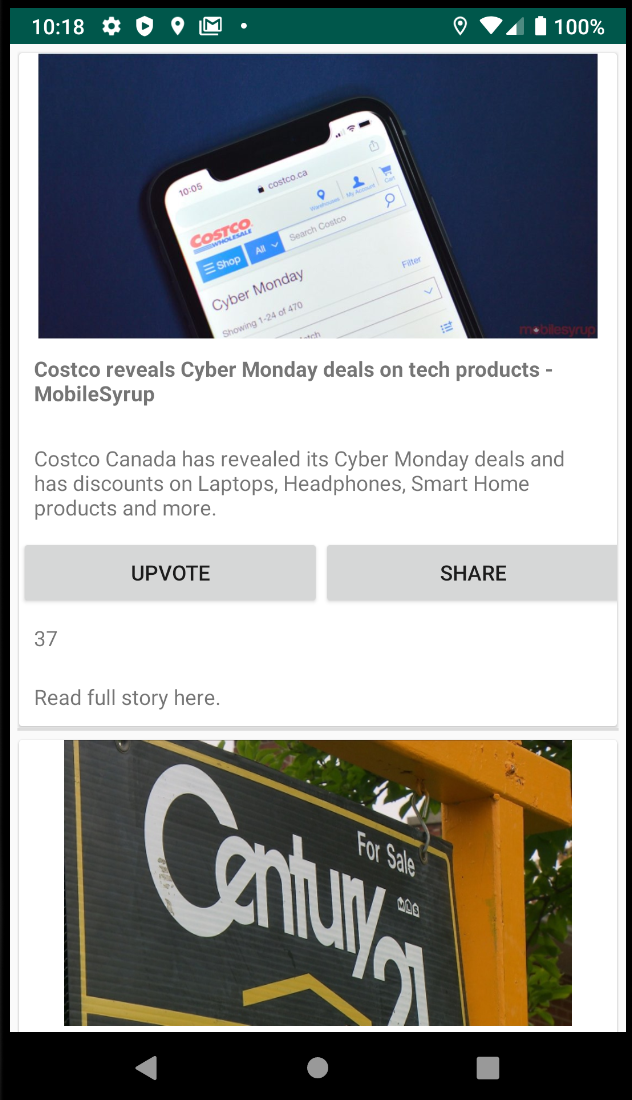 10:18
100%
10:05
costco.ca
Warehouses
My Account
Cart
COSTCO
WHOLESALE
Shop
All
Search Costco
Cyber Monday
Filter
Showing 1-24 of 470
mobilesyrup
Costco reveals Cyber Monday deals on tech products -
MobileSyrup
Costco Canada has revealed its Cyber Monday deals and
has discounts on Laptops, Headphones, Smart Home
products and more.
UPVOTE
SHARE
37
Read full story here.
For Sale
Century
21